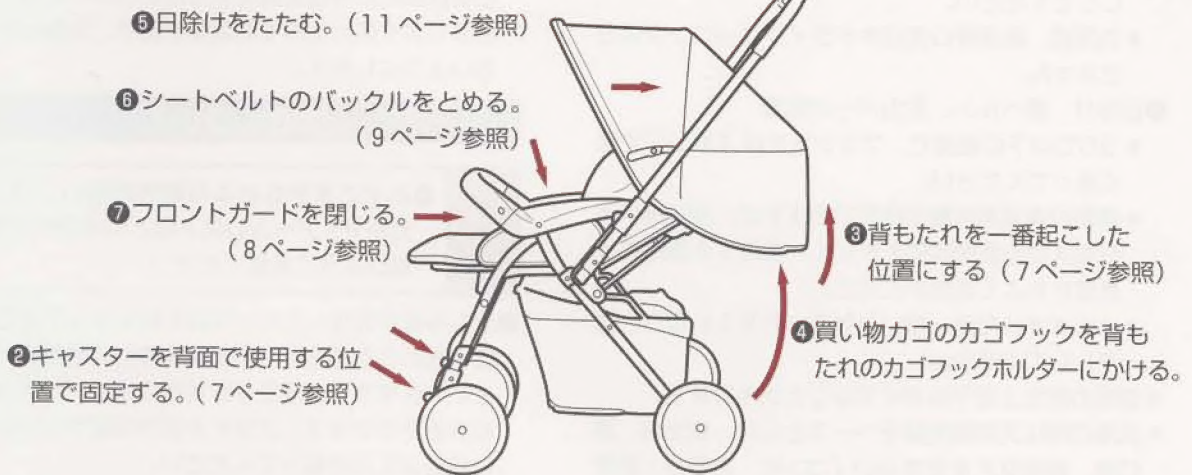 ❺日除けをたたむ。(11ページ参照)
❻シートベルトのバックルをとめる。
(9ページ参照)
❼フロントガードを閉じる。
(8ページ参照)
❷キャスターを背面で使用する位
置で固定する。(7ページ参照)
❸背もたれを一番起こした
位置にする(7ページ参照)
❹買い物カゴのカゴフックを背も
たれのカゴフックホルダーにかける。